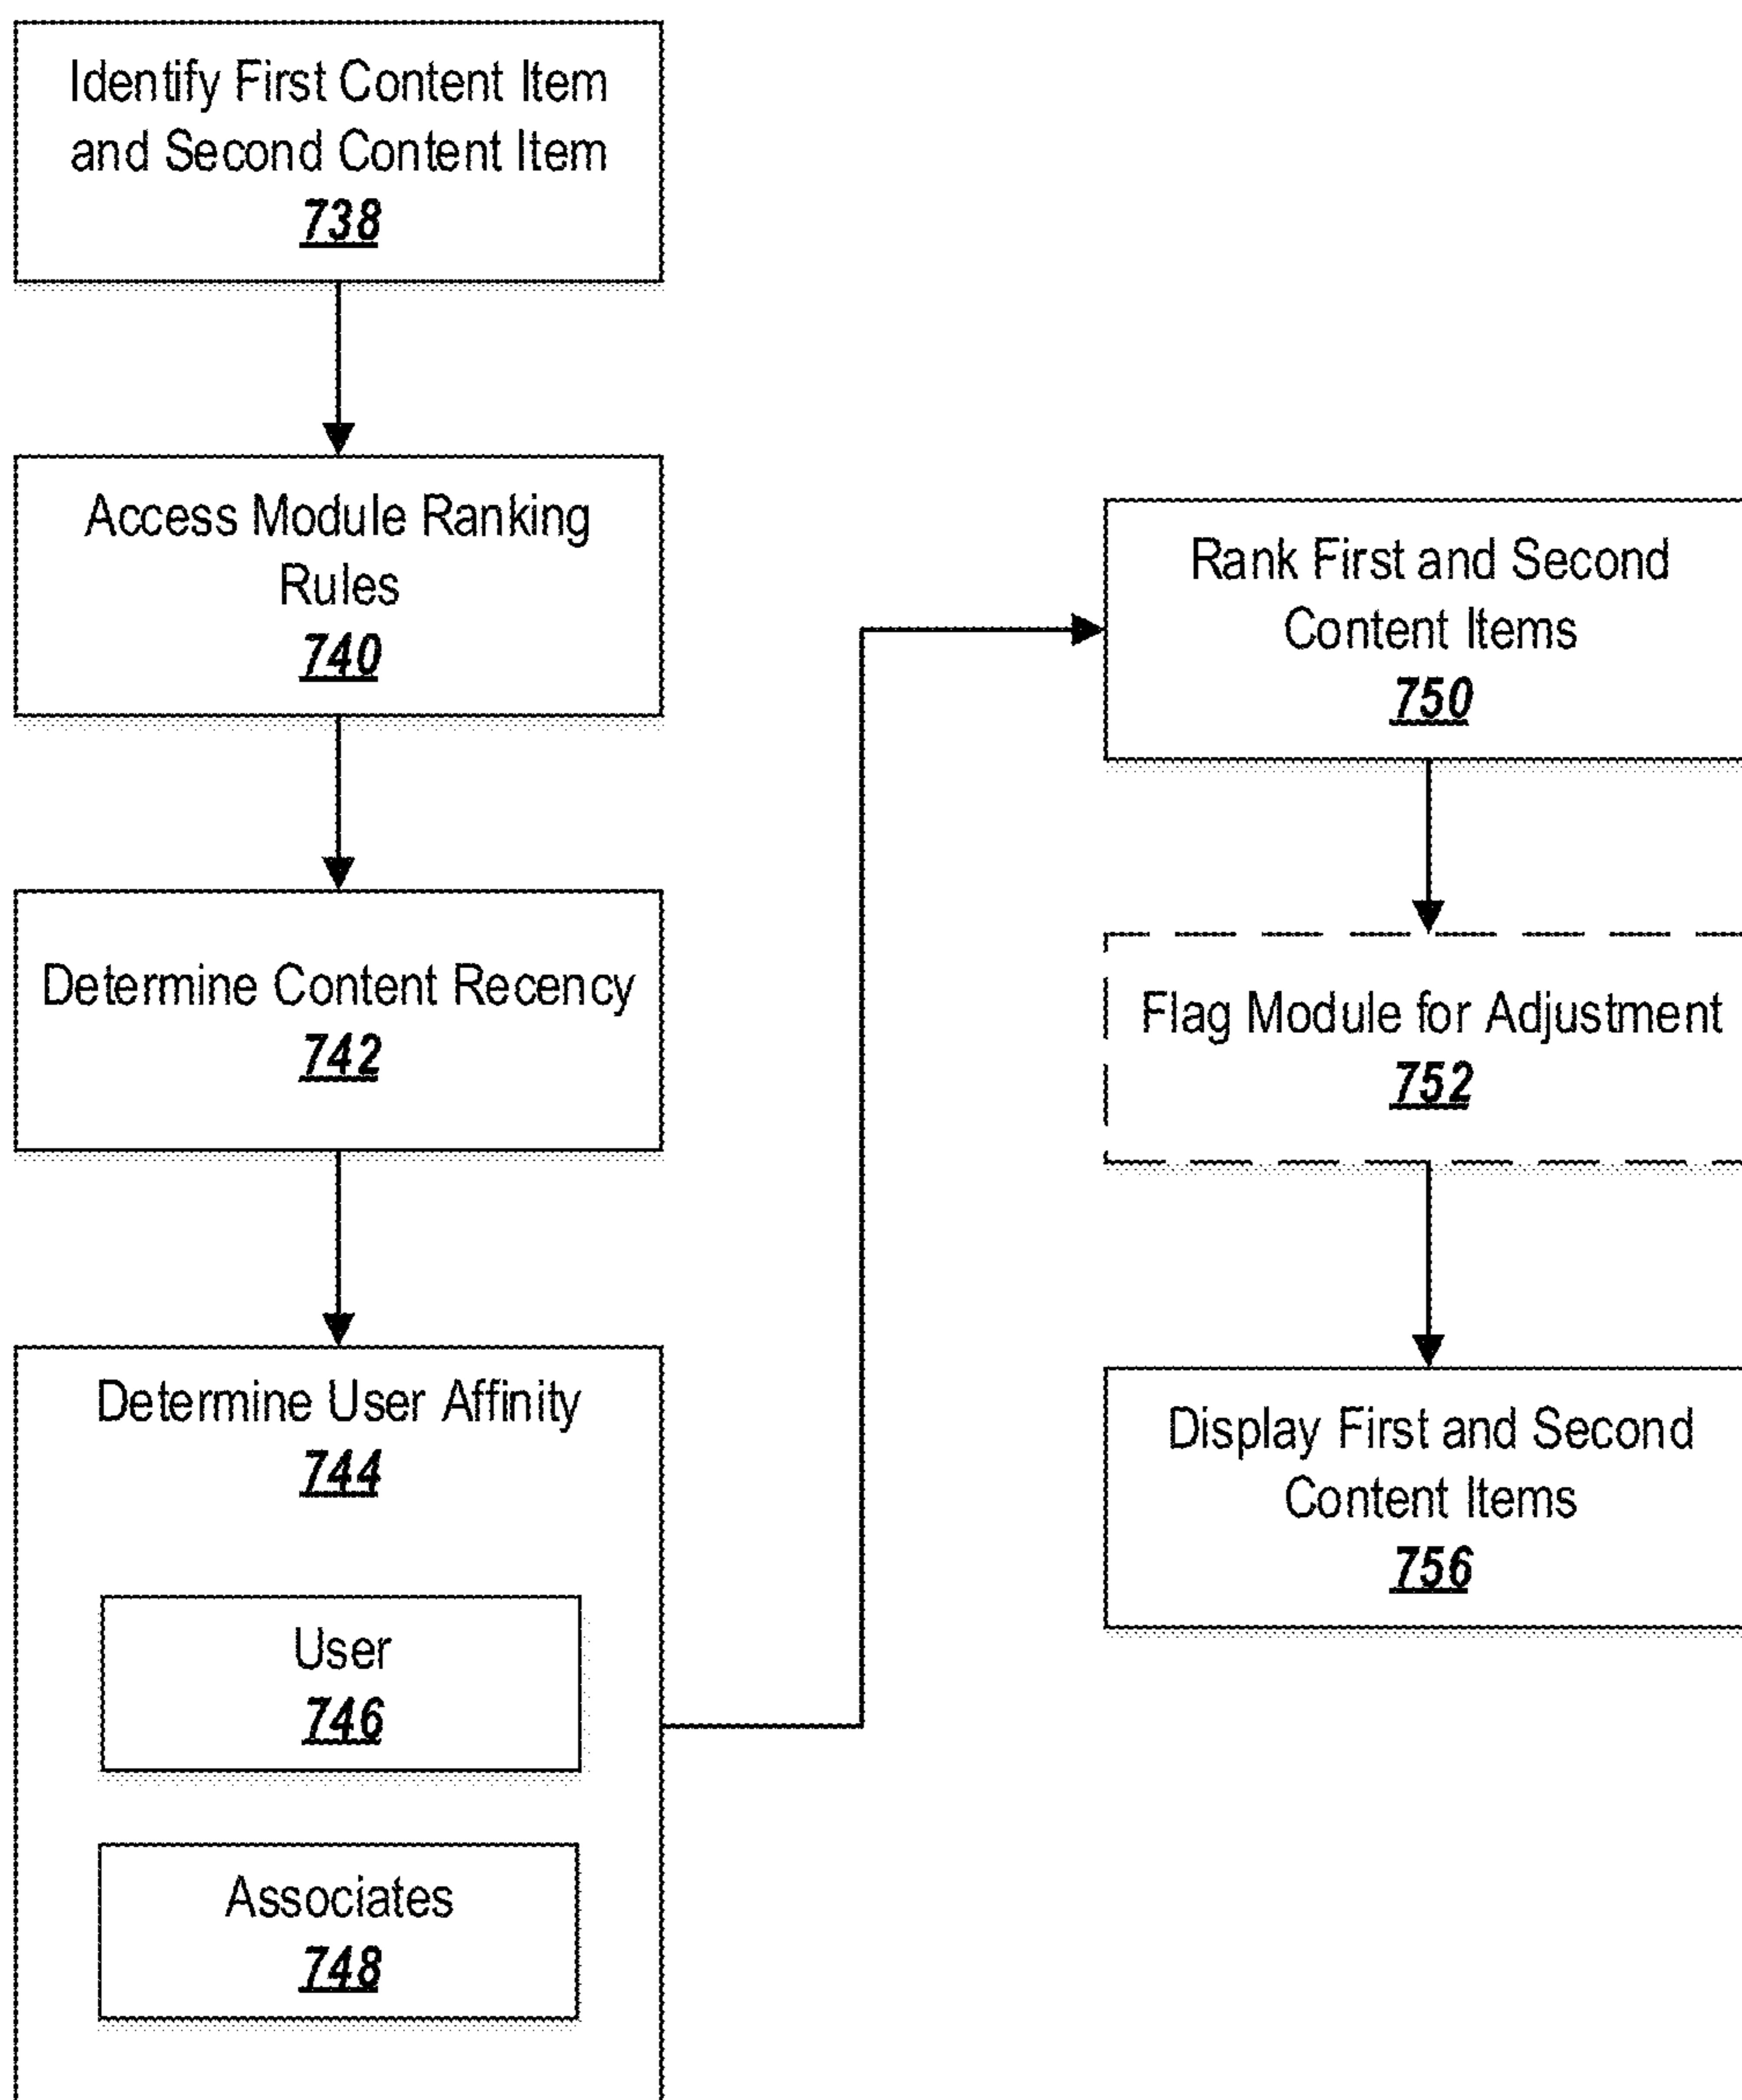 Identify First Content Item
and Second Content Item
738
Access Module Ranking
Rules
740
Determine Content Recency
742
Determine User Affinity
744
User
746
Associates
748
Rank First and Second
Content Items
750
Flag Module for Adjustment
752
Display First and Second
Content Items
756